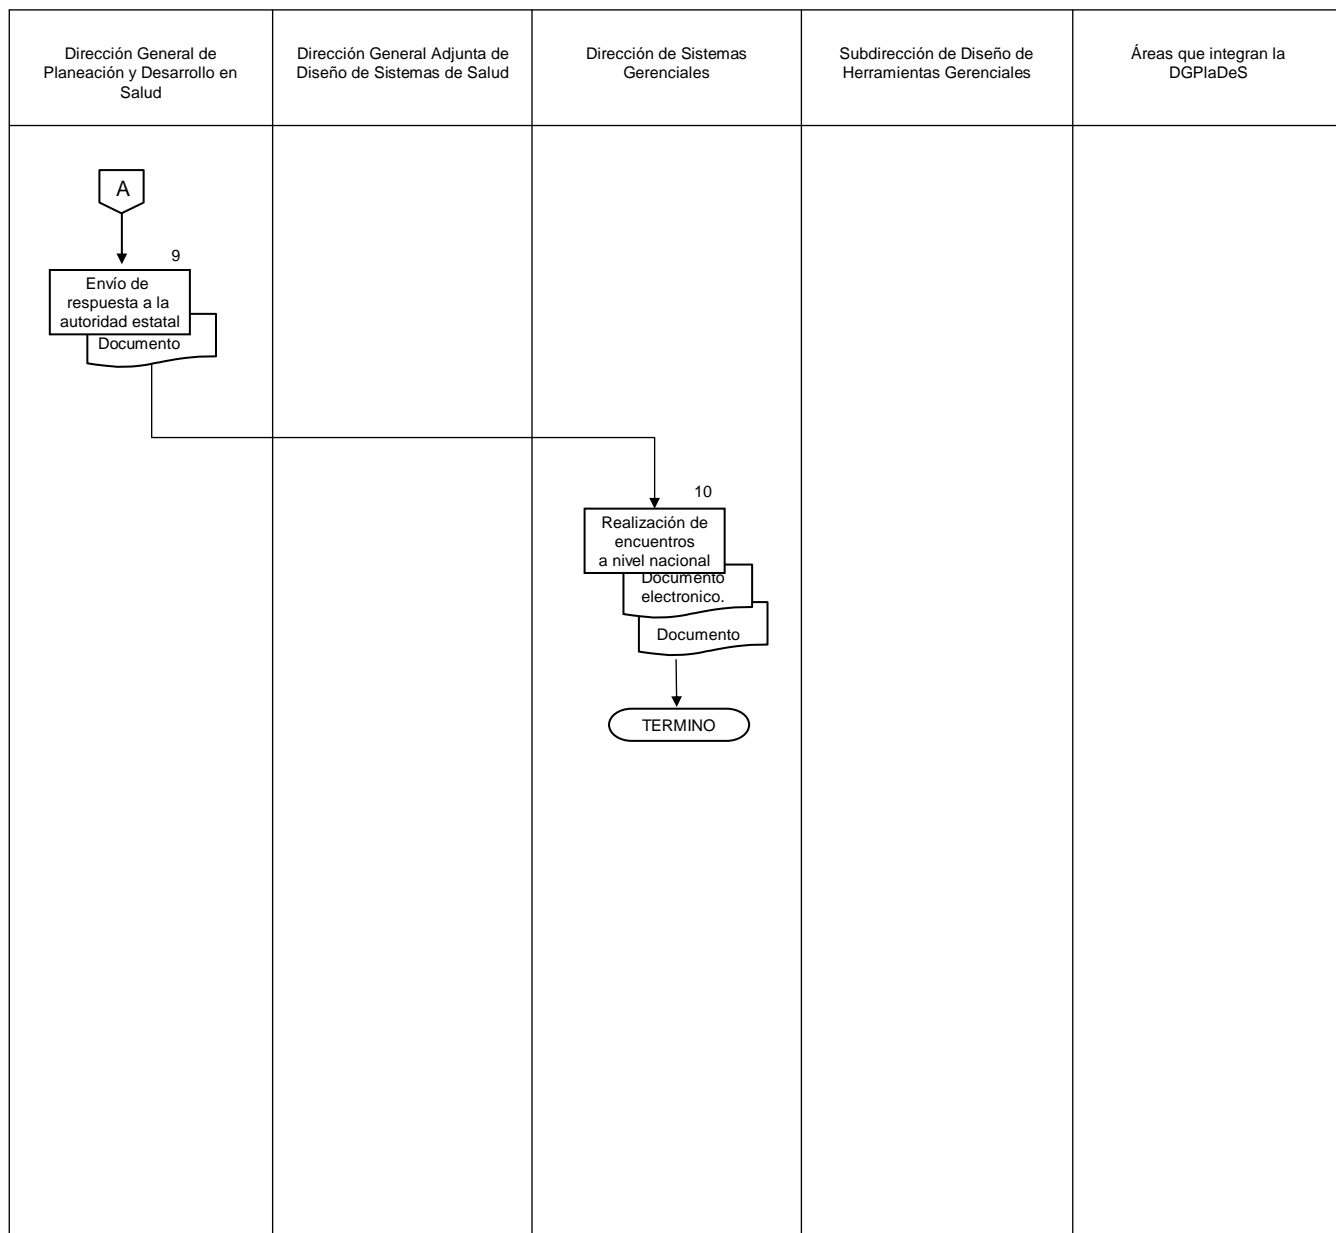 Dirección General de
Planeación y Desarrollo en
Salud
Dirección General Adjunta de
Diseño de Sistemas de Salud
Dirección de Sistemas
Gerenciales
Subdirección de Diseño de
Herramientas Gerenciales
Áreas que integran la
DGPlaDeS
A
9
Envío de
respuesta a la
autoridad estatal
Documento
10
Realización de
encuentros
a nivel nacional
Documento
electronico.
Documento
TERMINO